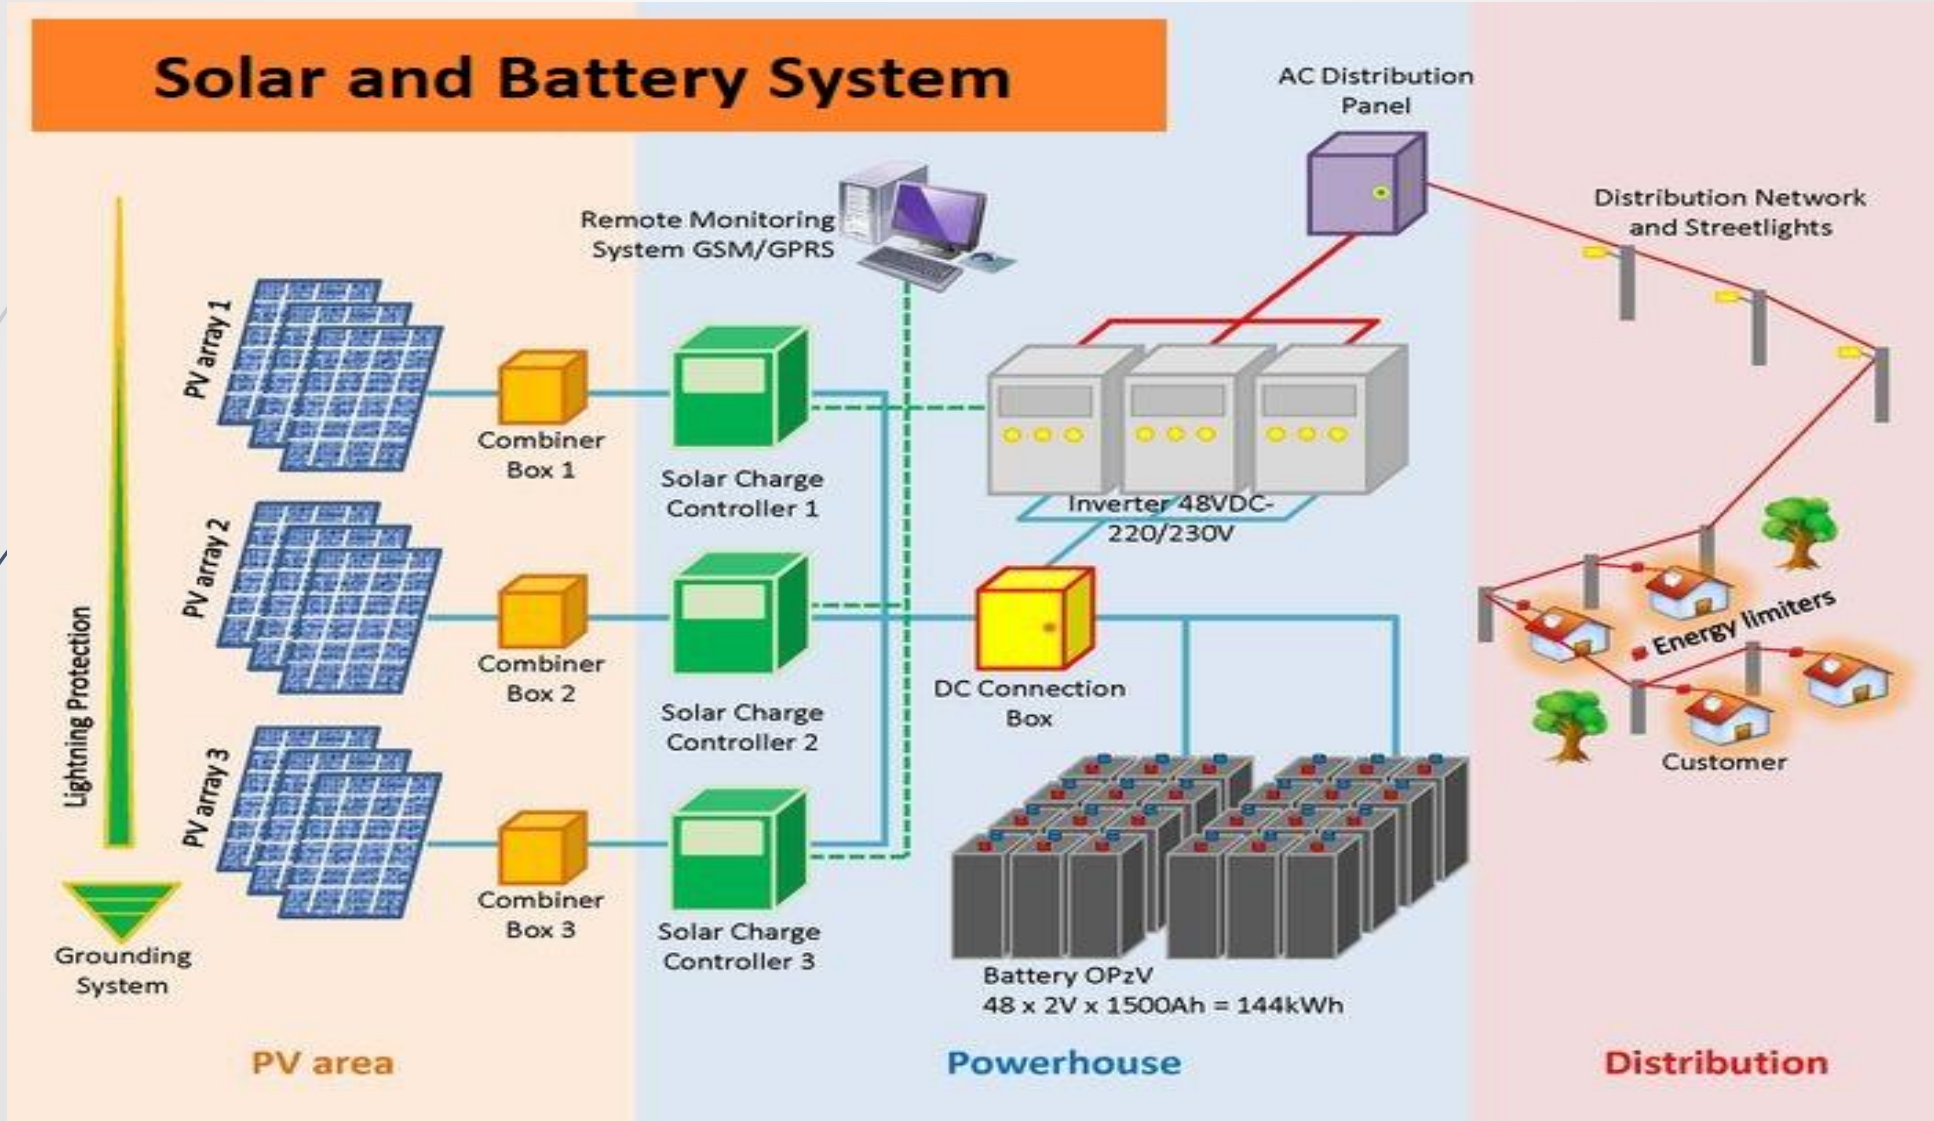 Solar and Battery System
AC Distribution
Panel
Distribution Network
and Streetlights
Remote Monitoring
System GSM/GPRS
PV array 1
Combiner
Box 1
Solar Charge
Controller 1
Inverter 48VDC-
220/230V
PV array 2
Combiner
Box 2
Solar Charge
Controller 2
DC Connection
Box
Energy limiters
Customer
Lightning Protection
PV array 3
Combiner
Box 3
Solar Charge
Controller 3
Grounding
System
Battery OPzV
48 x 2V x 1500Ah = 144kWh
PV area
Powerhouse
Distribution